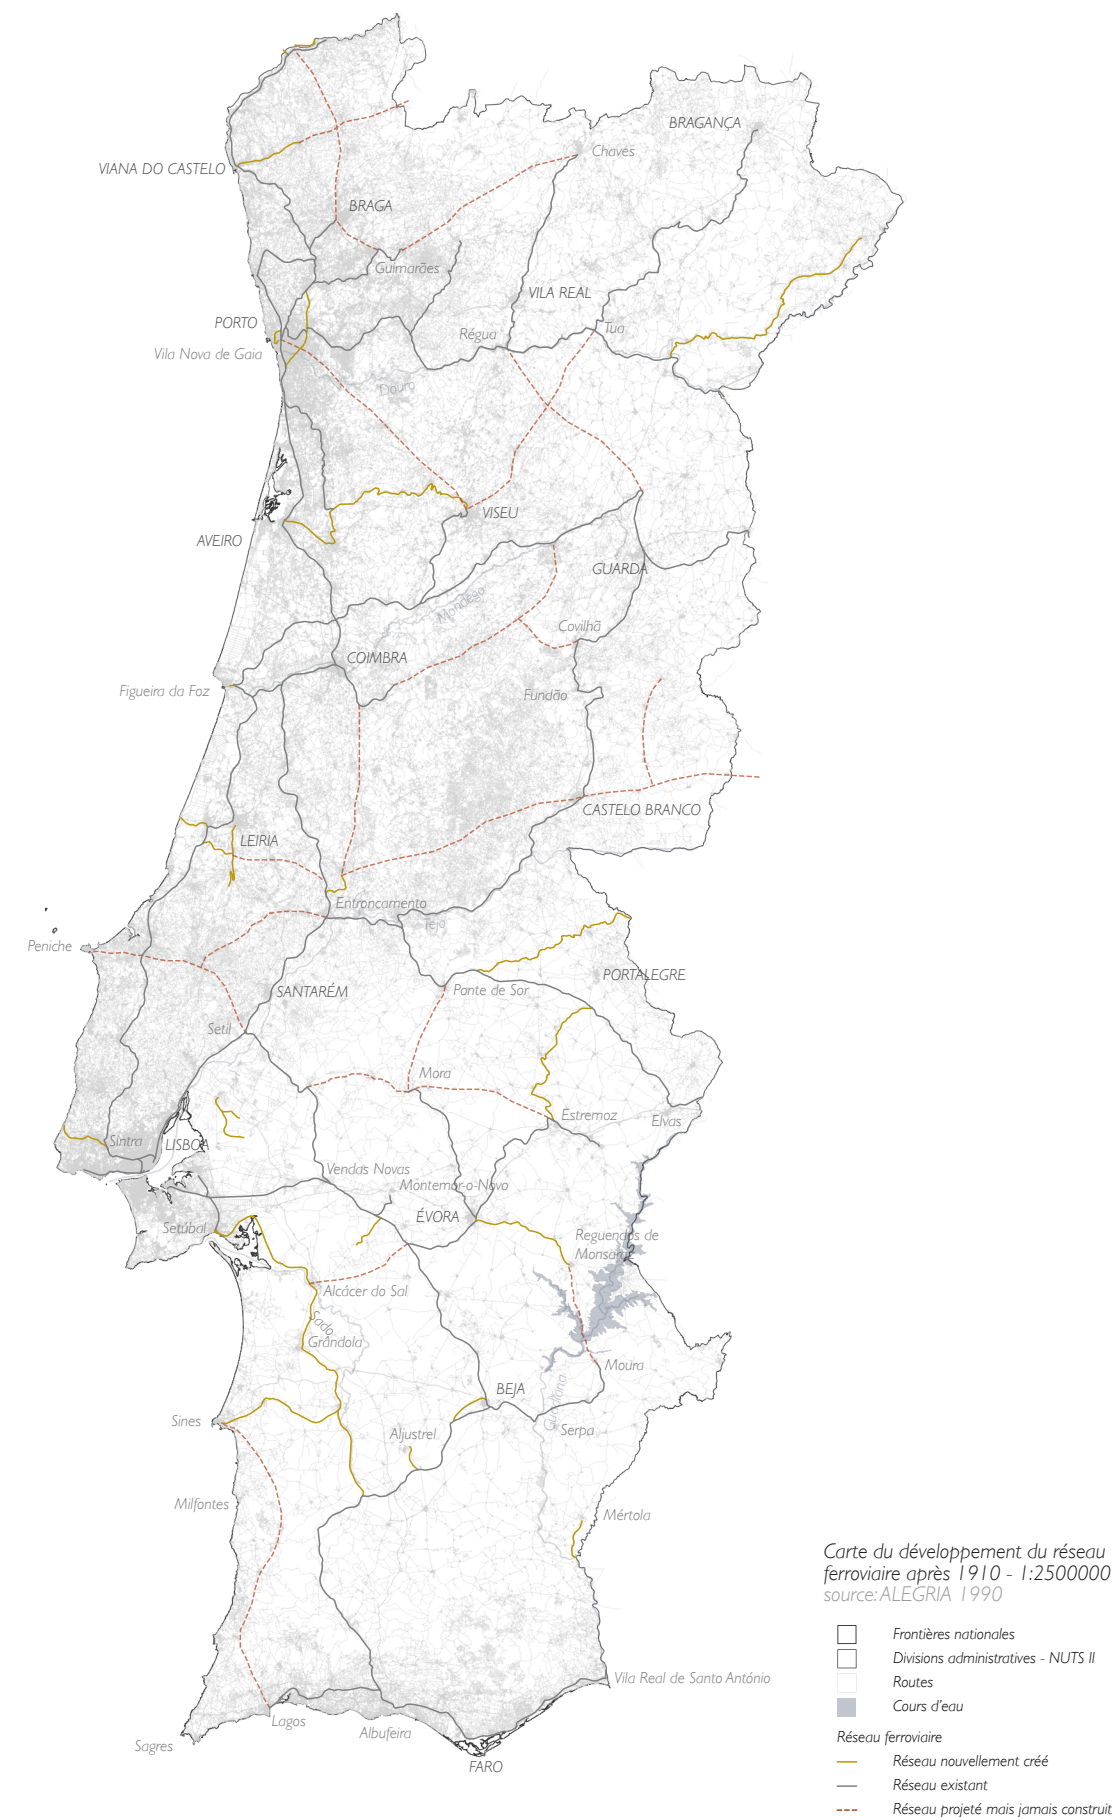 BRAGANÇA
Chaves
VIANA DO CASTELO
BRAGA
Guimarães
VILA REAL
PORTO
Régua
Tua
Vila Nova de Gaia
Douro
VISEU
AVEIRO
GUARDA
Mondego
Covilhã
COIMBRA
Figueira da Foz
Fundão
CASTELO BRANCO
LEIRIA
Entroncamento
Tejo
Peniche
PORTALEGRE
SANTARÉM
Ponte de Sor
Setil
Mora
Estremoz
Elvas
Sintra
LISBOA
Vendas Novas
Montemor-o-Novo
ÉVORA
Setúbal
Reguengos de
Monsaraz
Alcácer do Sal
Sado
Grândola
Moura
BEJA
Guadiana
Sines
Aljustrel
Serpa
Milfontes
Mértola
Vila Real de Santo António
Lagos
Albufeira
Sagres
FARO
Carte du développement du réseau
ferroviaire après 1910 - 1:2500000
source: ALEGRIA 1990
Frontières nationales
Divisions administratives - NUTS II
Routes
Cours d'eau
Réseau ferroviaire
Réseau nouvellement créé
Réseau existant
Réseau projeté mais jamais construit